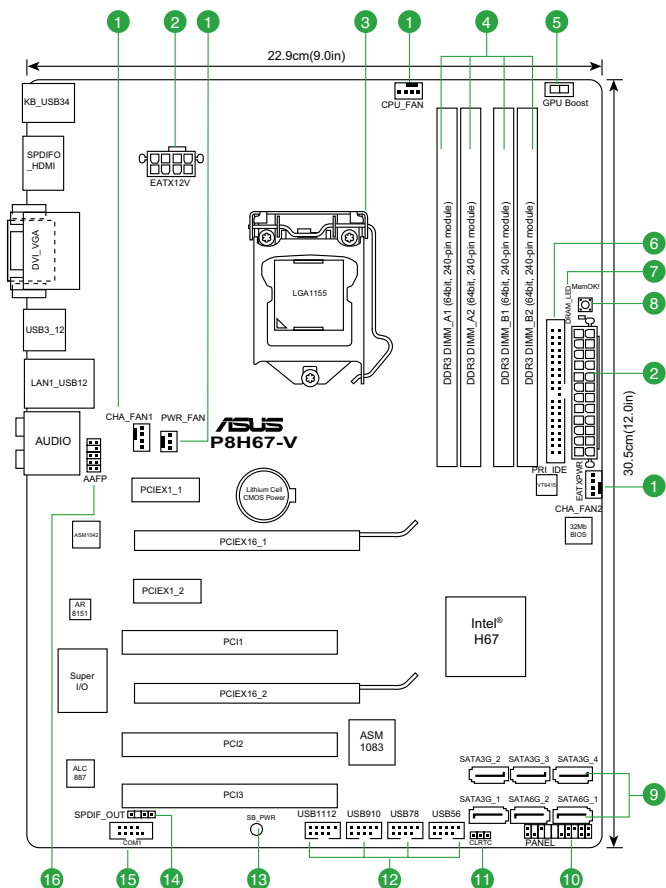 1
2
1
3
1
4
5
22.9cm(9.0in)
KB_USB34
CPU_FAN
GPU Boost
SPDIFO
_HDMI
EATX12V
DVI_VGA
LGA1155
DDR3 DIMM_A1 (64bit, 240-pin module)
DDR3 DIMM_A2 (64bit, 240-pin module)
DDR3 DIMM_B1 (64bit, 240-pin module)
DDR3 DIMM_B2 (64bit, 240-pin module)
6
7
DRAM_LED
MemOK!
8
USB3_12
2
LAN1_USB12
30.5cm(12.0in)
AUDIO
CHA_FAN1
PWR_FAN
ASUS
P8H67-V
AAFP
PRI_IDE
EATXPWR
VT6415
1
CHA_FAN2
PCIEX1_1
Lithium Cell
CMOS Power
32Mb
BIOS
ASM1042
PCIEX16_1
PCIEX1_2
AR
8151
Intel®
H67
PCI1
Super
I/O
PCIEX16_2
ASM
1083
PCI2
ALC
887
SATA3G_2
SATA3G_3
SATA3G_4
PCI3
9
SATA3G_1
SATA6G_2
SATA6G_1
SPDIF_OUT
SB_PWR
USB1112
USB910
USB78
USB56
COM1
CLRTC
PANEL
16
15
14
13
12
11
10